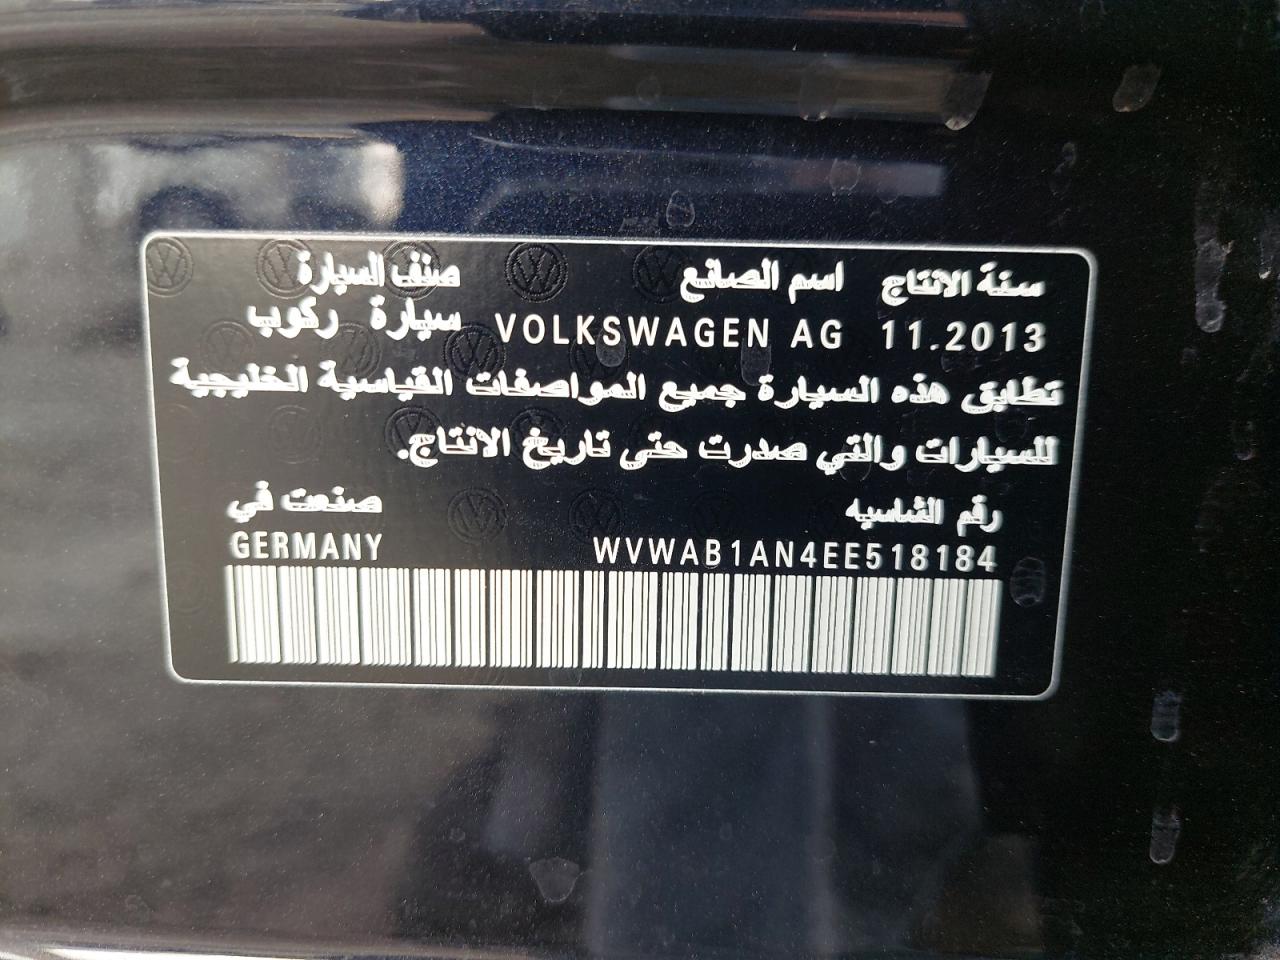 سنة الانتاج اسم الصانع صنف السيارة
11.2013 VOLKSWAGEN AG سيارة ركوب
تطابق هذه السيارة جميع المواصفات القياسية الخليجية
للسيارات والتي صدرت حتى تاريخ الانتاج.
رقم الشاسيه صنعت في
WVWAB1AN4EE518184 GERMANY